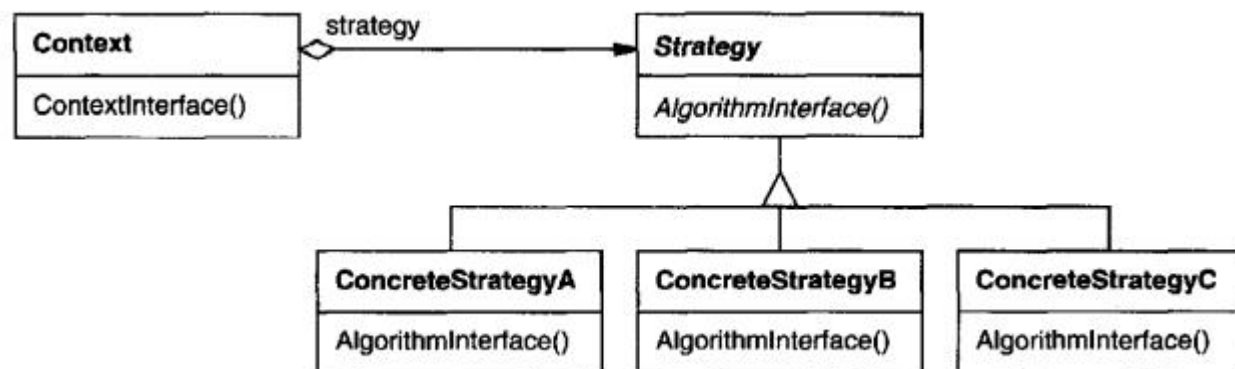 strategy
Context
ContextInterface()
Strategy
AlgorithmInterface()
ConcreteStrategyA
AlgorithmInterface()
ConcreteStrategyB
AlgorithmInterface()
ConcreteStrategyC
AlgorithmInterface()